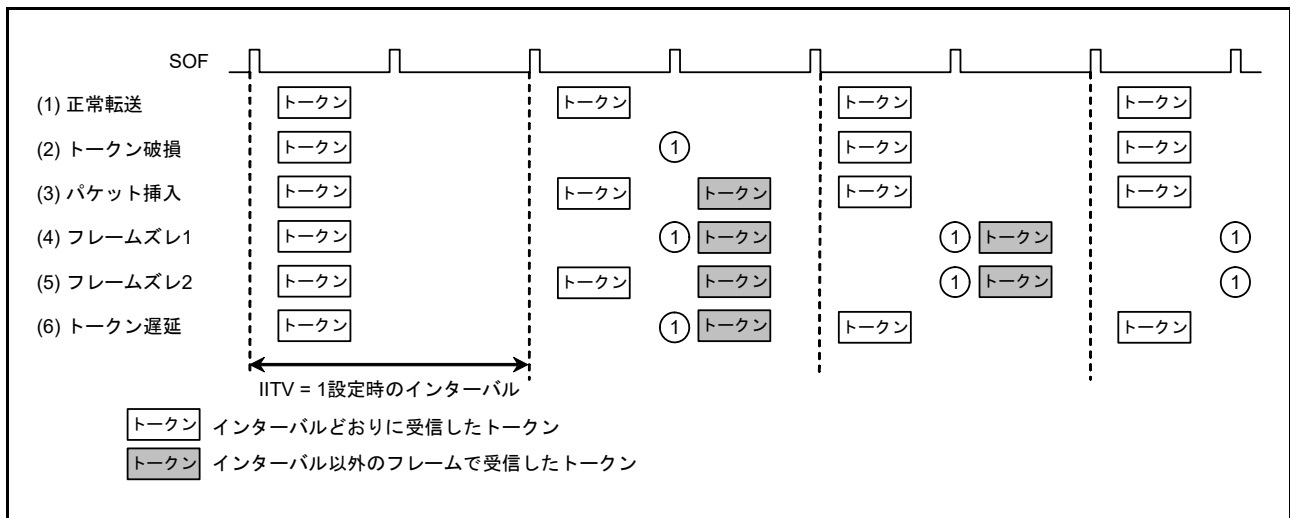 SOF
(1) 正常転送 トークン トークン トークン トークン
(2) トークン破損 トークン 1 トークン トークン
(3) パケット挿入 トークン トークン トークン トークン トークン
(4) フレームズレ1 トークン 1 トークン 1 トークン 1
(5) フレームズレ2 トークン トークン トークン 1 トークン 1
(6) トークン遅延 トークン 1 トークン トークン トークン
IITV = 1設定時のインターバル
トークン インターバルどおりに受信したトークン
トークン インターバル以外のフレームで受信したトークン